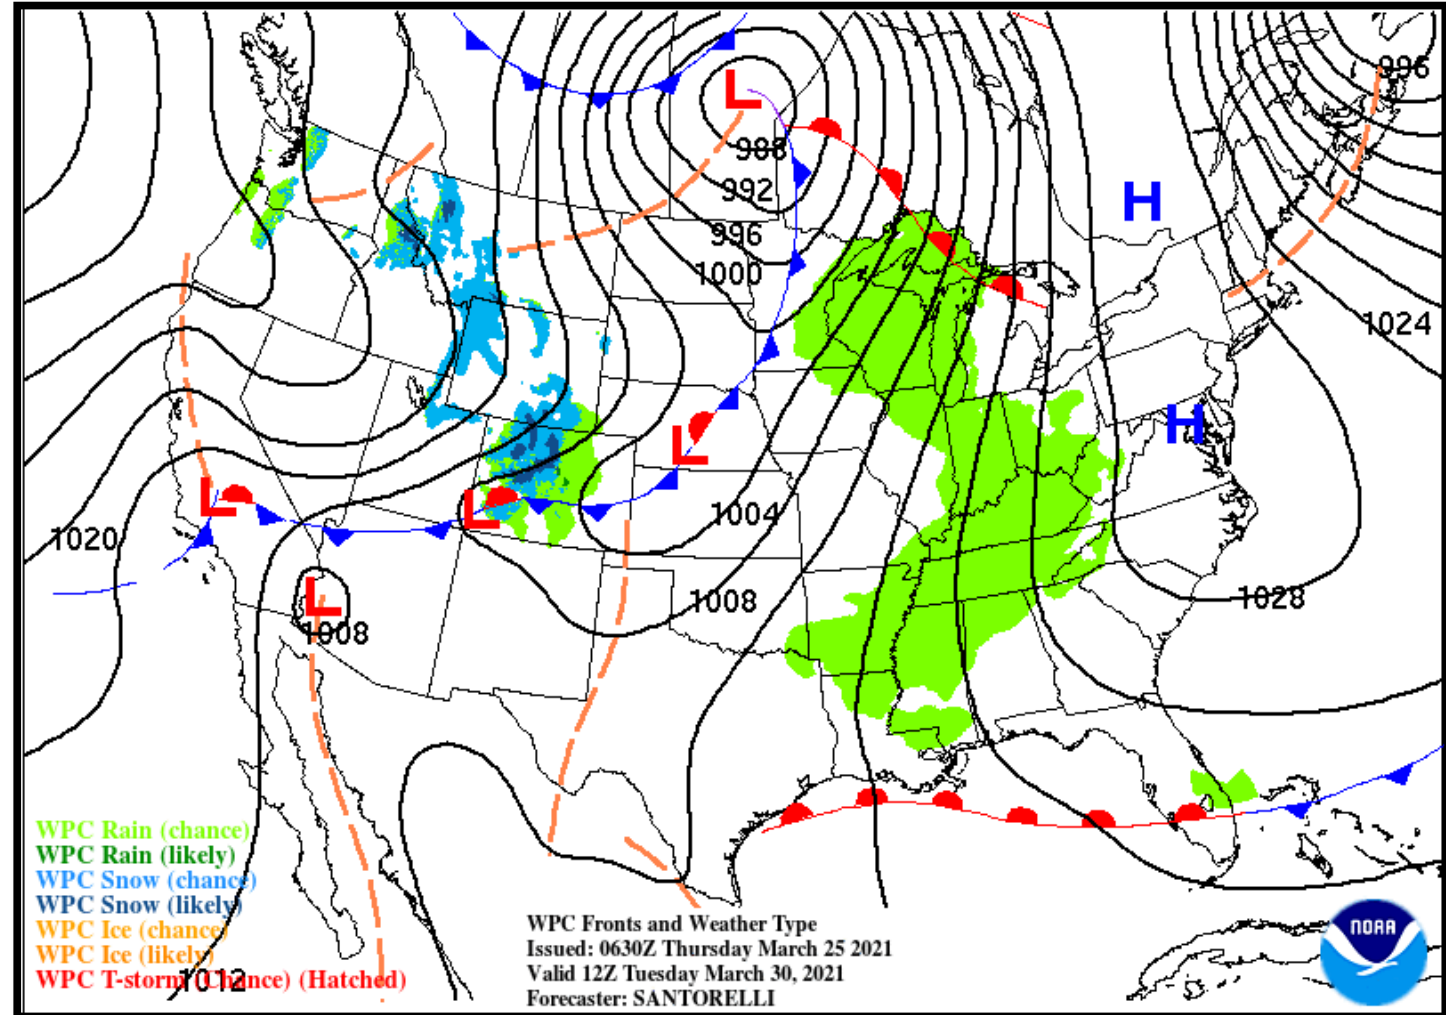 996
L
988
992
H
996
1000
1024
H
L
L
L
1020
1004
L
1008
1008
1028
WPC Rain (chance)
WPC Rain (likely)
WPC Snow (chance)
WPC Snow (likely)
WPC Ice (chance)
WPC Ice (likely)
WPC T-storm (Chance) (Hatched)
1012
WPC Fronts and Weather Type
Issued: 0630Z Thursday March 25 2021
Valid 12Z Tuesday March 30, 2021
Forecaster: SANTORELLI
NOAA